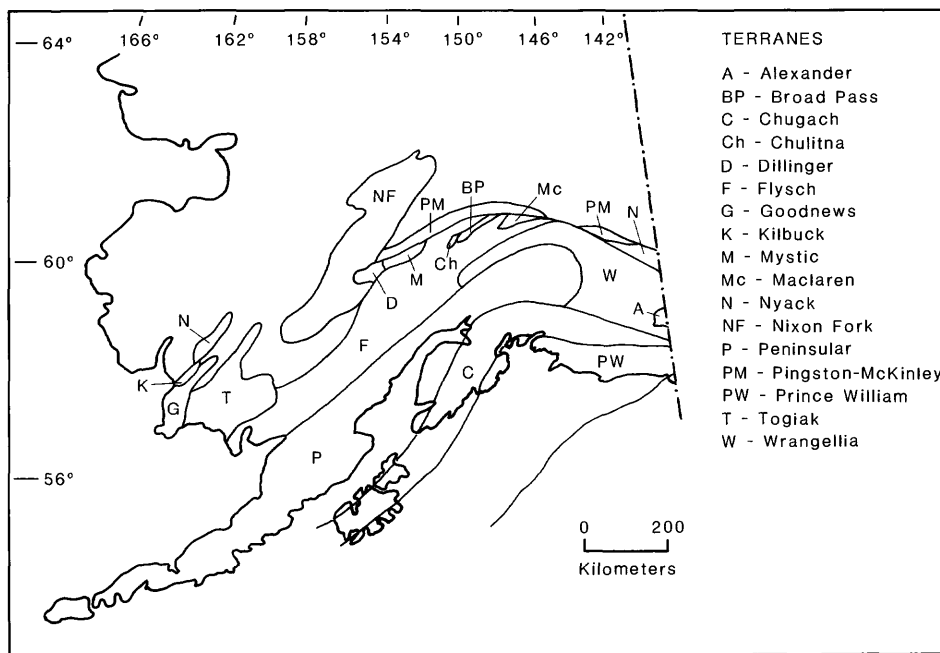 166° 162° 158° 154° 150° 146° 142°
64°
60°
56°
NF
PM
BP
Mc
PM
N
Ch
M
D
W
A
N
F
K
G
T
C
PW
P
0 200
Kilometers
TERRANES
A - Alexander
BP - Broad Pass
C - Chugach
Ch - Chulitna
D - Dillinger
F - Flysch
G - Goodnews
K - Kilbuck
M - Mystic
Mc - Maclaren
N - Nyack
NF - Nixon Fork
P - Peninsular
PM - Pingston-McKinley
PW - Prince William
T - Togiak
W - Wrangellia